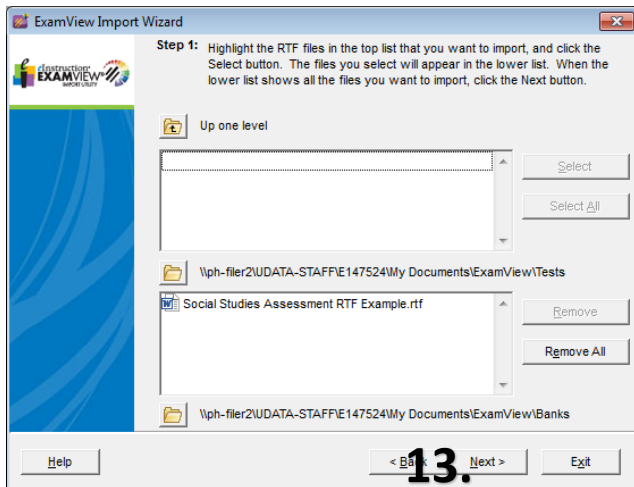 ExamView Import Wizard
Step 1: Highlight the RTF files in the top list that you want to import, and click the
Select button. The files you select will appear in the lower list. When the
lower list shows all the files you want to import, click the Next button.
eInstruction
EXAMVIEW
IMPORT UTILITY
Up one level
Select
Select All
\\ph-filer2\UDATA-STAFF\E147524\My Documents\ExamView\Tests
Social Studies Assessment RTF Example.rtf
Remove
Remove All
\\ph-filer2\UDATA-STAFF\E147524\My Documents\ExamView\Banks
Help
< Back
13.
Next >
Exit